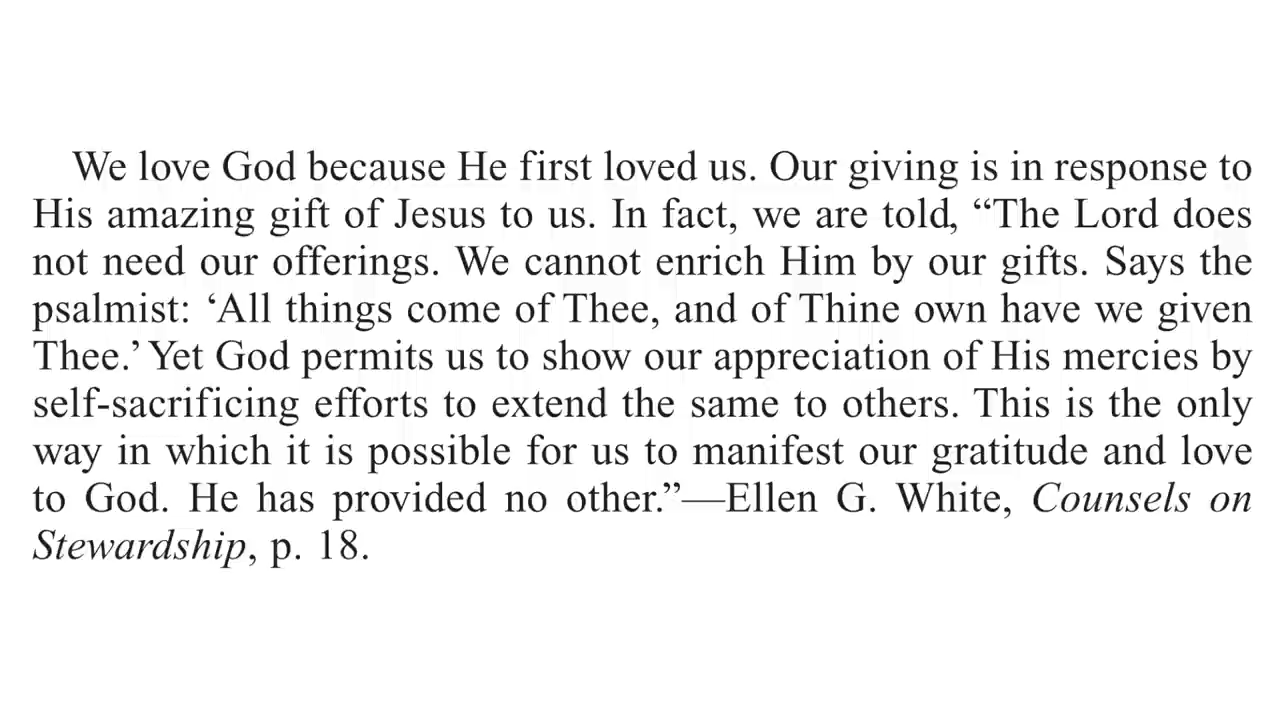 We love God because He first loved us. Our giving is in response to
His amazing gift of Jesus to us. In fact, we are told, “The Lord does
not need our offerings. We cannot enrich Him by our gifts. Says the
psalmist: ‘All things come of Thee, and of Thine own have we given
Thee.’ Yet God permits us to show our appreciation of His mercies by
self-sacrificing efforts to extend the same to others. This is the only
way in which it is possible for us to manifest our gratitude and love
to God. He has provided no other.”—Ellen G. White, Counsels on
Stewardship, p. 18.